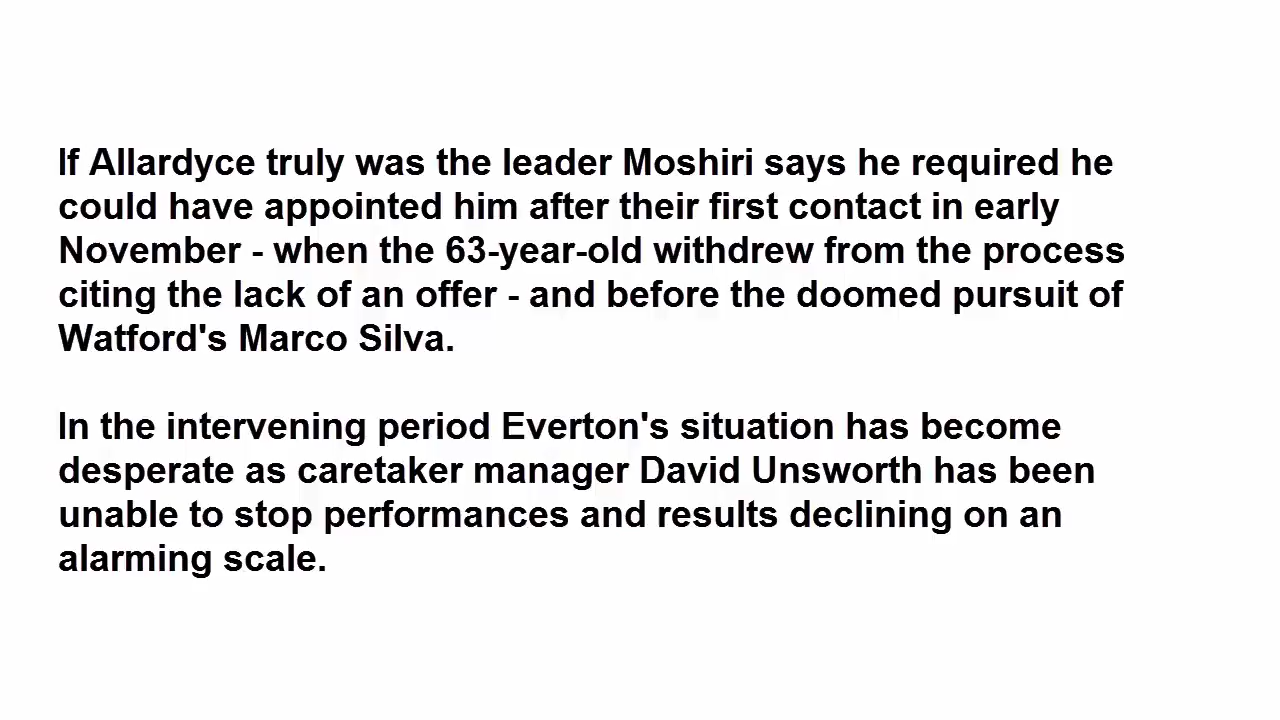 If Allardyce truly was the leader Moshiri says he required he
could have appointed him after their first contact in early
November - when the 63-year-old withdrew from the process
citing the lack of an offer - and before the doomed pursuit of
Watford's Marco Silva.
In the intervening period Everton's situation has become
desperate as caretaker manager David Unsworth has been
unable to stop performances and results declining on an
alarming scale.